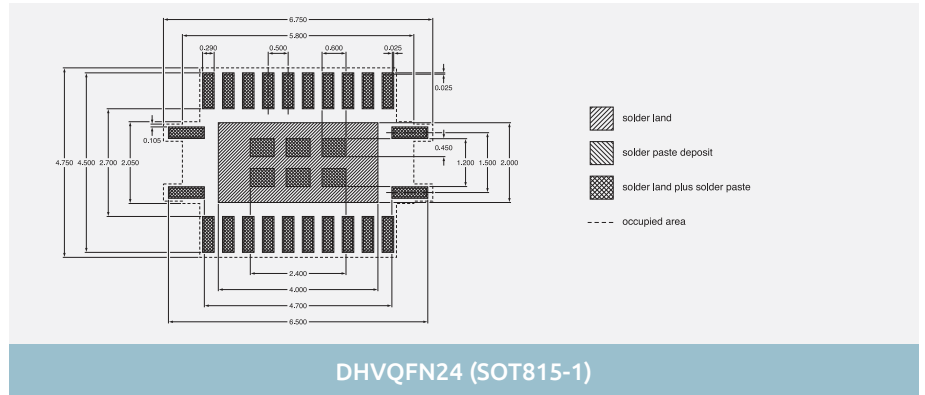 6.750
5.800
0.290 0.500 0.600 0.025
0.025
solder land
0.105
0.450
solder paste deposit
4.750 4.500 2.700 2.050 1.200 1.500 2.000
solder land plus solder paste
occupied area
2.400
4.000
4.700
6.500
DHVQFN24 (SOT815-1)